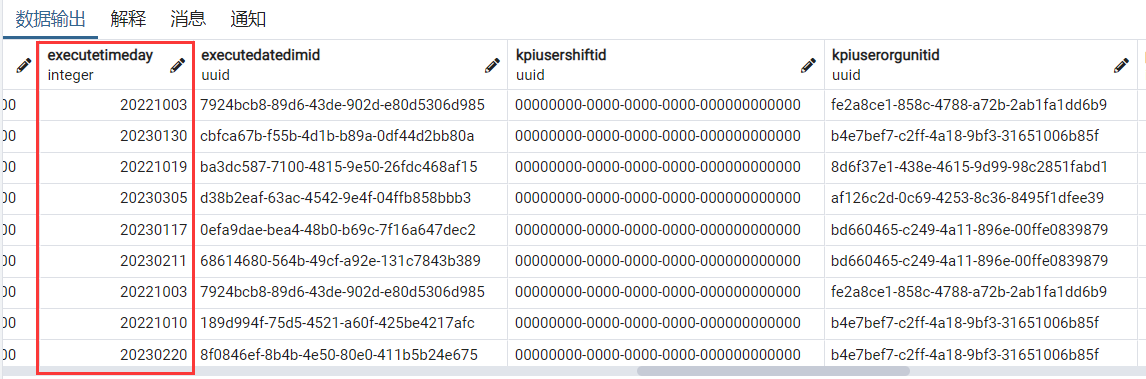 数据输出 解释 消息 通知
executetimeday executedatedimid kpiusershiftid kpiuserorgunitid
integer uuid uuid uuid
00 20221003 7924bcb8-89d6-43de-902d-e80d5306d985 00000000-0000-0000-0000-000000000000 fe2a8ce1-858c-4788-a72b-2ab1fa1dd6b9
00 20230130 cbfca67b-f55b-4d1b-b89a-0df44d2bb80a 00000000-0000-0000-0000-000000000000 b4e7bef7-c2ff-4a18-9bf3-31651006b85f
00 20221019 ba3dc587-7100-4815-9e50-26fdc468af15 00000000-0000-0000-0000-000000000000 8d6f37e1-438e-4615-9d99-98c2851fabd1
00 20230305 d38b2eaf-63ac-4542-9e4f-04ffb858bbb3 00000000-0000-0000-0000-000000000000 af126c2d-0c69-4253-8c36-8495f1dfee39
00 20230117 0efa9dae-bea4-48b0-b69c-7f16a647dec2 00000000-0000-0000-0000-000000000000 bd660465-c249-4a11-896e-00ffe0839879
00 20230211 68614680-564b-49cf-a92e-131c7843b389 00000000-0000-0000-0000-000000000000 bd660465-c249-4a11-896e-00ffe0839879
00 20221003 7924bcb8-89d6-43de-902d-e80d5306d985 00000000-0000-0000-0000-000000000000 fe2a8ce1-858c-4788-a72b-2ab1fa1dd6b9
00 20221010 189d994f-75d5-4521-a60f-425be4217afc 00000000-0000-0000-0000-000000000000 b4e7bef7-c2ff-4a18-9bf3-31651006b85f
00 20230220 8f0846ef-8b4b-4e50-80e0-411b5b24e675 00000000-0000-0000-0000-000000000000 b4e7bef7-c2ff-4a18-9bf3-31651006b85f